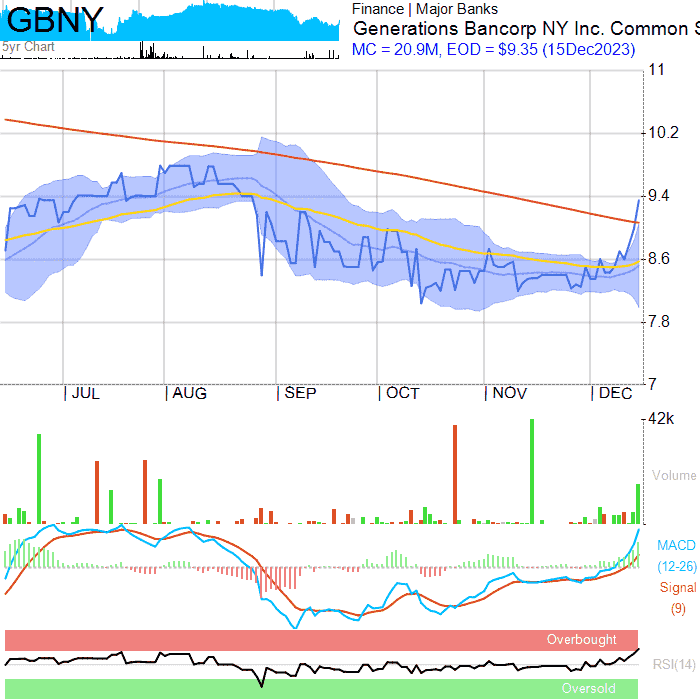 GBNY
5yr Chart
Finance | Major Banks
Generations Bancorp NY Inc. Common S
MC = 20.9M, EOD = $9.35 (15Dec2023)
11
10.2
9.4
8.6
7.8
7
| JUL | AUG | SEP | OCT | NOV | DEC
42k
Volume
MACD
(12-26)
Signal
(9)
Overbought
RSI(14)
Oversold